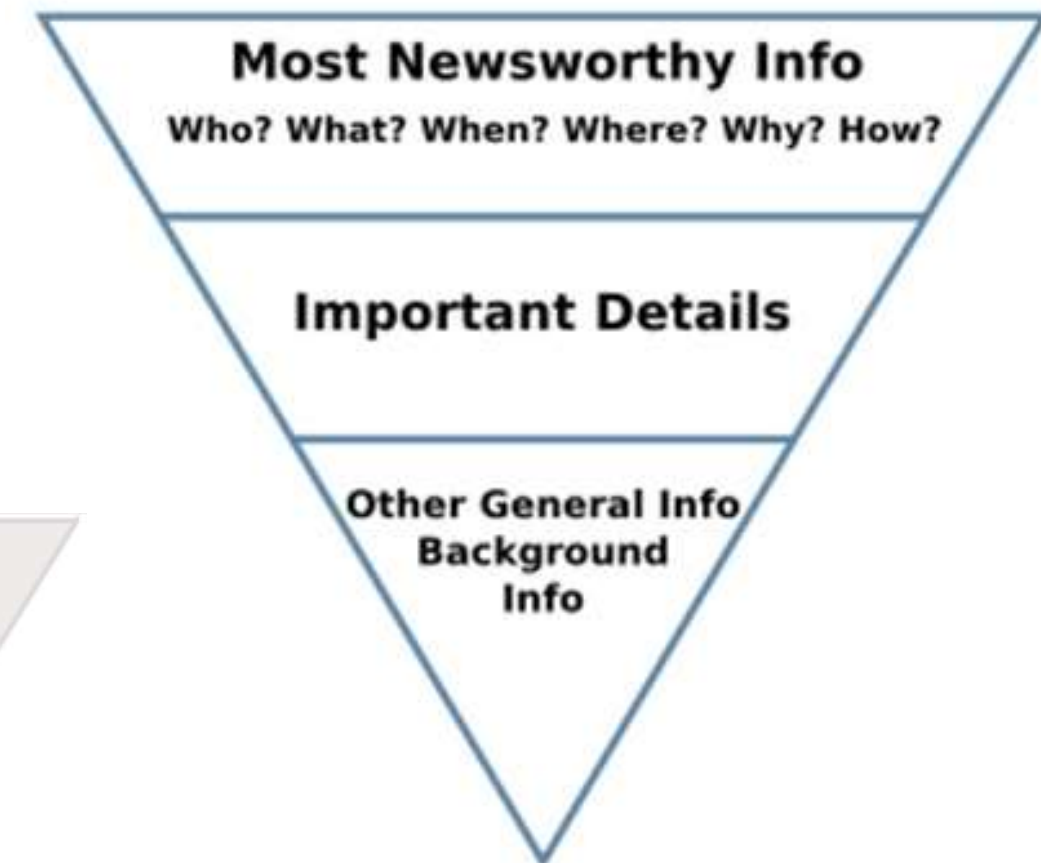 Most Newsworthy Info
Who? What? When? Where? Why? How?
Important Details
Other General Info
Background
Info